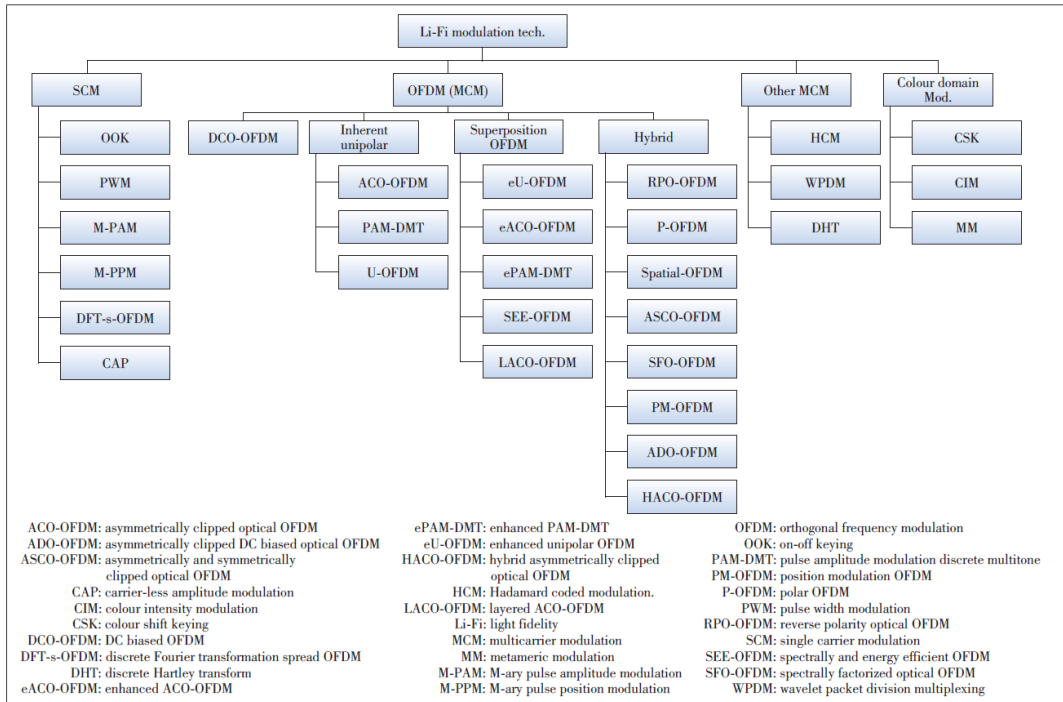 Li-Fi modulation tech.
SCM
OFDM (MCM)
Other MCM
Colour domain
Mod.
OOK
PWM
M-PAM
M-PPM
DFT-s-OFDM
CAP
DCO-OFDM
Inherent
unipolar
ACO-OFDM
PAM-DMT
U-OFDM
Superposition
OFDM
eU-OFDM
eACO-OFDM
ePAM-DMT
SEE-OFDM
LACO-OFDM
Hybrid
RPO-OFDM
P-OFDM
Spatial-OFDM
ASCO-OFDM
SFO-OFDM
PM-OFDM
ADO-OFDM
HACO-OFDM
HCM
WPDM
DHT
CSK
CIM
MM
ACO-OFDM: asymmetrically clipped optical OFDM
ADO-OFDM: asymmetrically clipped DC biased optical OFDM
ASCO-OFDM: asymmetrically and symmetrically
clipped optical OFDM
CAP: carrier-less amplitude modulation
CIM: colour intensity modulation
CSK: colour shift keying
DCO-OFDM: DC biased OFDM
DFT-s-OFDM: discrete Fourier transformation spread OFDM
DHT: discrete Hartley transform
eACO-OFDM: enhanced ACO-OFDM
ePAM-DMT: enhanced PAM-DMT
eU-OFDM: enhanced unipolar OFDM
HACO-OFDM: hybrid asymmetrically clipped
optical OFDM
HCM: Hadamard coded modulation.
LACO-OFDM: layered ACO-OFDM
Li-Fi: light fidelity
MCM: multicarrier modulation
MM: metameric modulation
M-PAM: M-ary pulse amplitude modulation
M-PPM: M-ary pulse position modulation
OFDM: orthogonal frequency modulation
OOK: on-off keying
PAM-DMT: pulse amplitude modulation discrete multitone
PM-OFDM: position modulation OFDM
P-OFDM: polar OFDM
PWM: pulse width modulation
RPO-OFDM: reverse polarity optical OFDM
SCM: single carrier modulation
SEE-OFDM: spectrally and energy efficient OFDM
SFO-OFDM: spectrally factorized optical OFDM
WPDM: wavelet packet division multiplexing